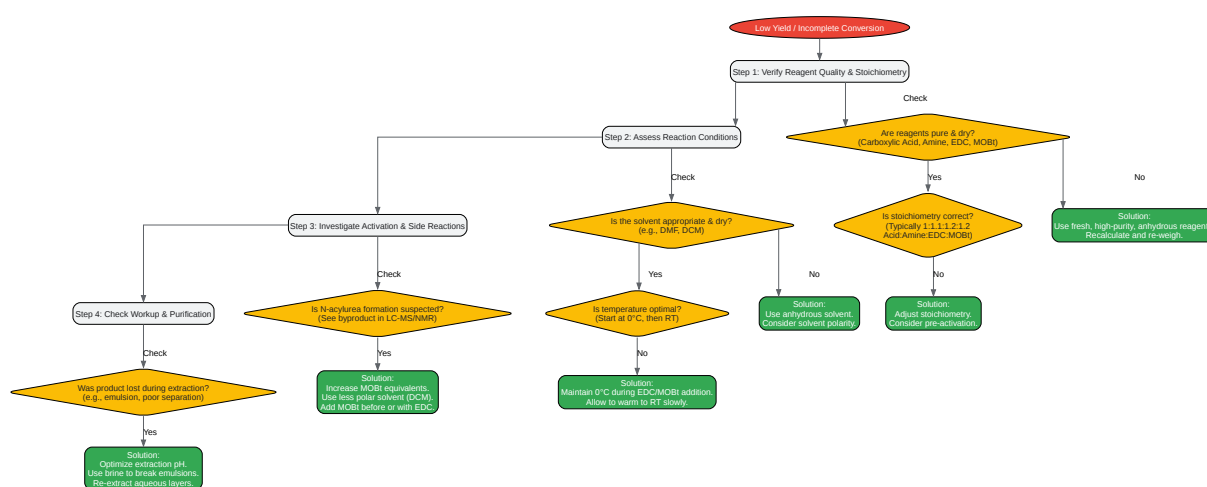 Low Yield / Incomplete Conversion
Step 1: Verify Reagent Quality & Stoichiometry
Check
Are reagents pure & dry?
(Carboxylic Acid, Amine, EDC, MOBt)
Yes
No
Is stoichiometry correct?
(Typically 1:1.1:1.2:1.2
Acid:Amine:EDC:MOBt)
Solution:
Use fresh, high-purity, anhydrous reagent
Recalculate and re-weigh.
No
Solution:
Adjust stoichiometry.
Consider pre-activation.
Step 2: Assess Reaction Conditions
Check
Is the solvent appropriate & dry?
(e.g., DMF, DCM)
Yes
No
Is temperature optimal?
(Start at 0°C, then RT)
Solution:
Use anhydrous solvent.
Consider solvent polarity.
No
Solution:
Maintain 0°C during EDC/MOBt addition.
Allow to warm to RT slowly.
Step 3: Investigate Activation & Side Reactions
Check
Is N-acylurea formation suspected?
(See byproduct in LC-MS/NMR)
Yes
Solution:
Increase MOBt equivalents.
Use less polar solvent (DCM).
Add MOBt before or with EDC.
Step 4: Check Workup & Purification
Check
Was product lost during extraction?
(e.g., emulsion, poor separation)
Yes
Solution:
Optimize extraction pH.
Use brine to break emulsions.
Re-extract aqueous layers.